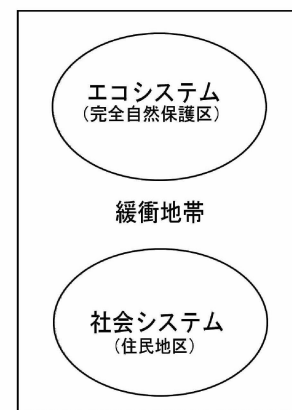 エコシステム
（完全自然保護区）
緩衝地帯
社会システム
（住民地区）